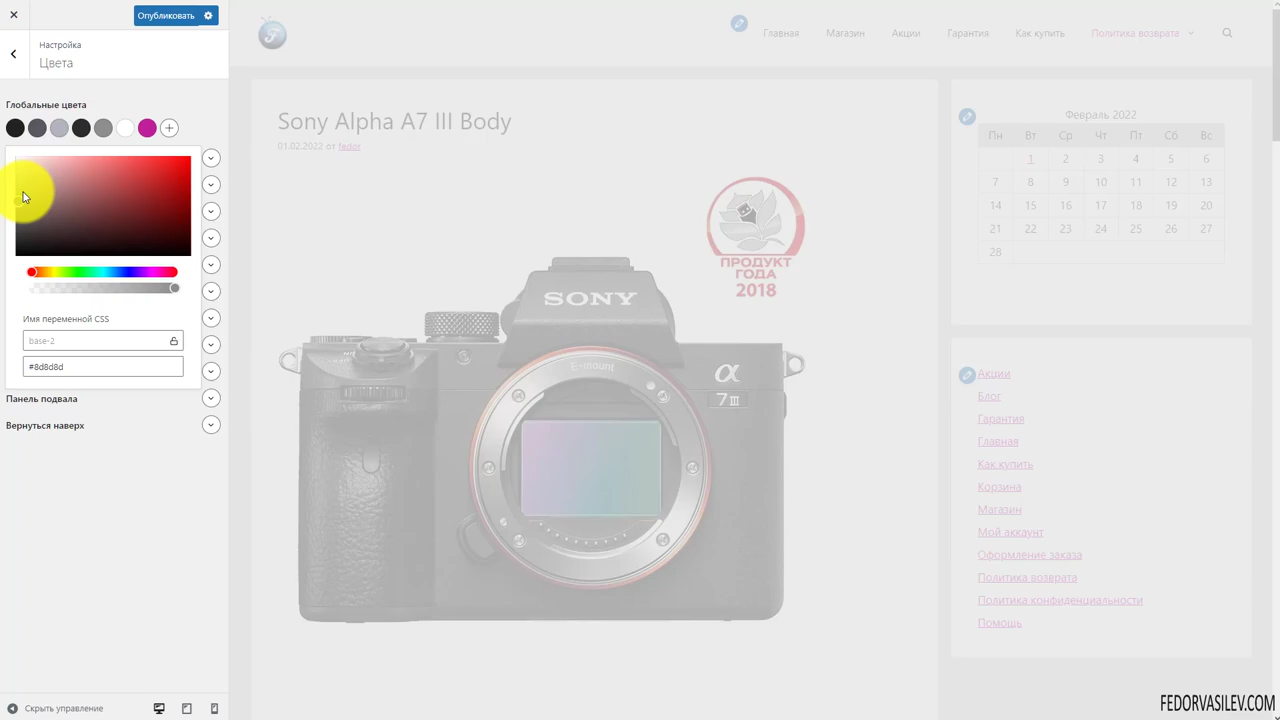 Опубликовать
Настройка
Цвета
Глобальные цвета
Имя переменной CSS
base-2
#8d8d8d
Панель подвала
Вернуться наверх
Скрыть управление
Главная
Магазин
Акции
Гарантия
Как купить
Политика возврата
Sony Alpha A7 III Body
01.02.2022 от fedor
ПРОДУКТ
ГОДА
2018
SONY
E-mount
α
7 III
Февраль 2022
Пн Вт Ср Чт Пт Сб Вс
1 2 3 4 5 6
7 8 9 10 11 12 13
14 15 16 17 18 19 20
21 22 23 24 25 26 27
28
Акции
Блог
Гарантия
Главная
Как купить
Корзина
Магазин
Мой аккаунт
Оформление заказа
Политика возврата
Политика конфиденциальности
Помощь
FEDORVASILEV.COM